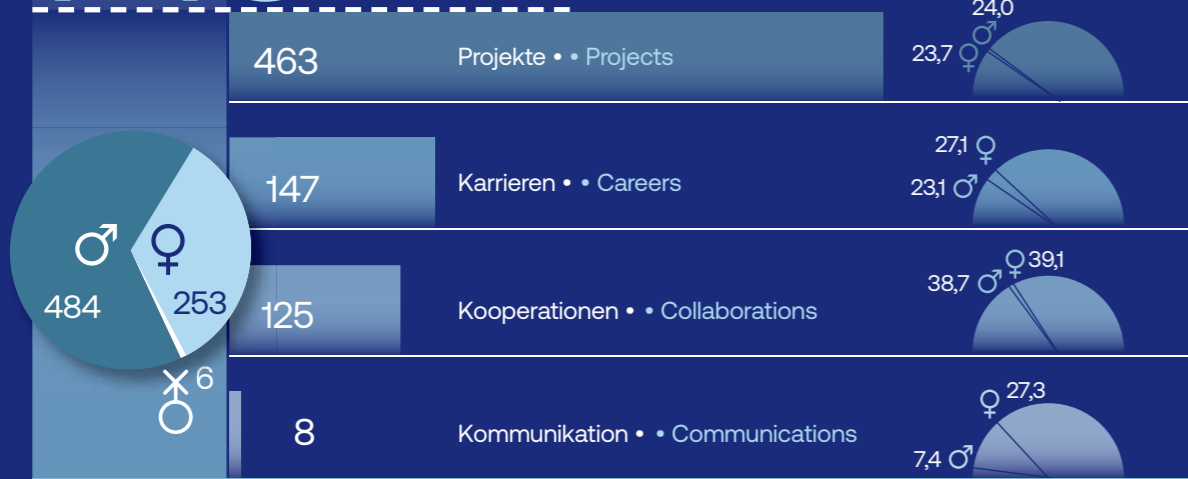 24,0
463 Projekte • • Projects
23,7
27,1
147 Karrieren • • Careers
23,1
39,1
484 253
38,7
125 Kooperationen • • Collaborations
6
27,3
8 Kommunikation • • Communications
7,4